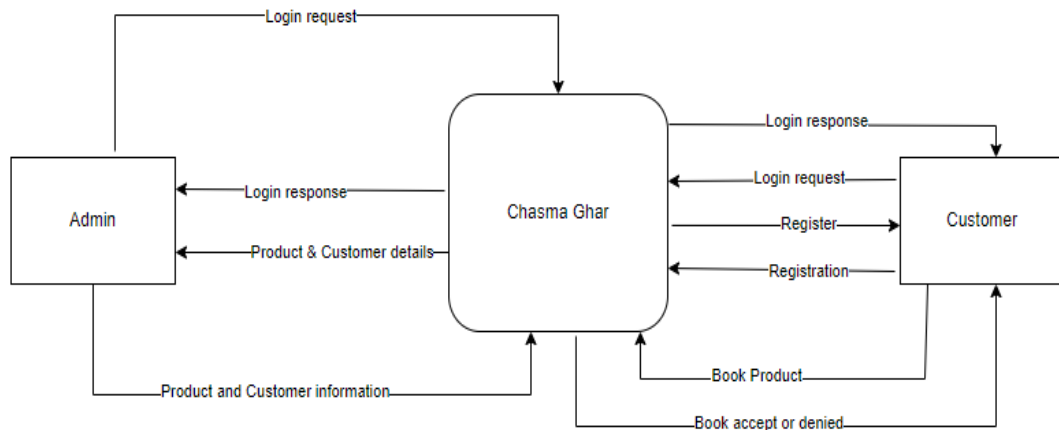 Login request
Login response
Login request
Login response
Admin
Chasma Ghar
Register
Customer
Product & Customer details
Registration
Book Product
Product and Customer information
Book accept or denied